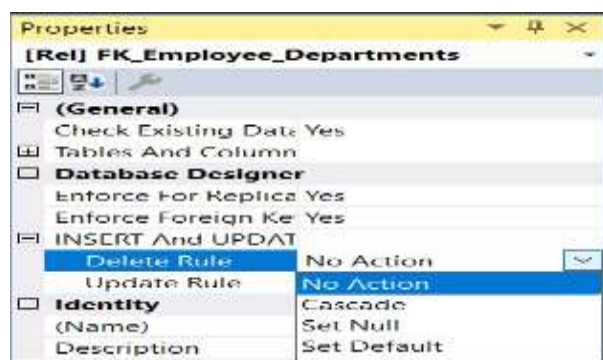 Properties
[Rel] FK_Employee_Departments
(General)
Check Existing Data Yes
Tables And Column
Database Designer
Enforce For Replica Yes
Enforce Foreign Ke Yes
INSERT And UPDAT
Delete Rule No Action
Update Rule No Action
Identity Cascade
(Name) Set Null
Description Set Default